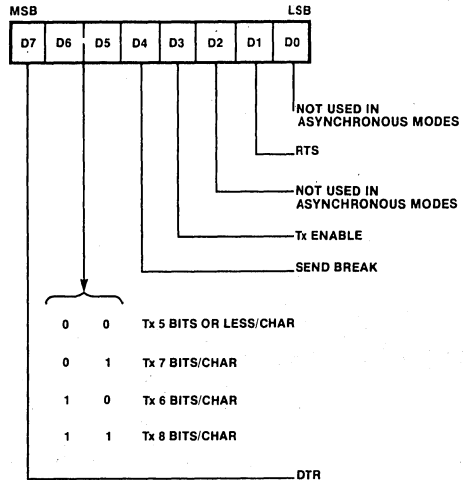 MSB LSB
D7 D6 D5 D4 D3 D2 D1 D0
NOT USED IN
ASYNCHRONOUS MODES
RTS
NOT USED IN
ASYNCHRONOUS MODES
Tx ENABLE
SEND BREAK
0 0 Tx 5 BITS OR LESS/CHAR
0 1 Tx 7 BITS/CHAR
1 0 Tx 6 BITS/CHAR
1 1 Tx 8 BITS/CHAR
DTR